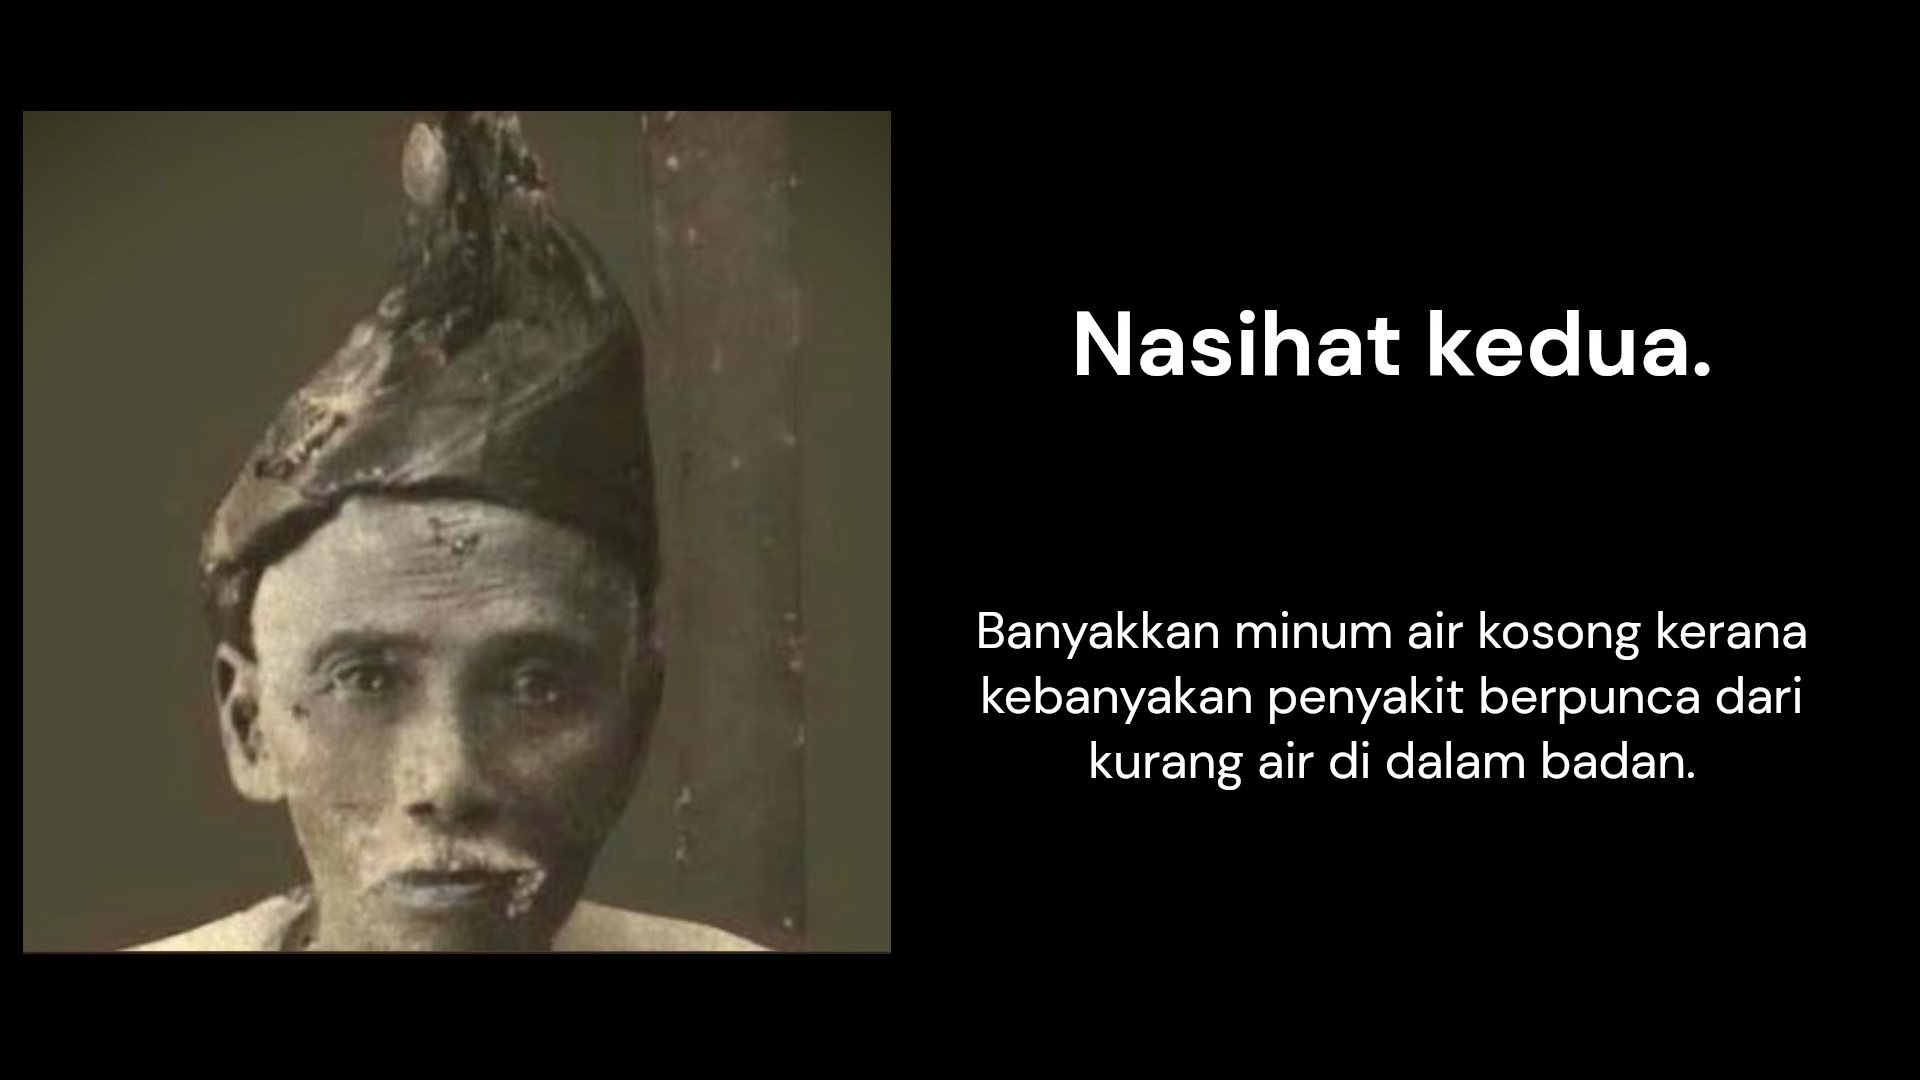 Nasihat kedua.
Banyakkan minum air kosong kerana
kebanyakan penyakit berpunca dari
kurang air di dalam badan.